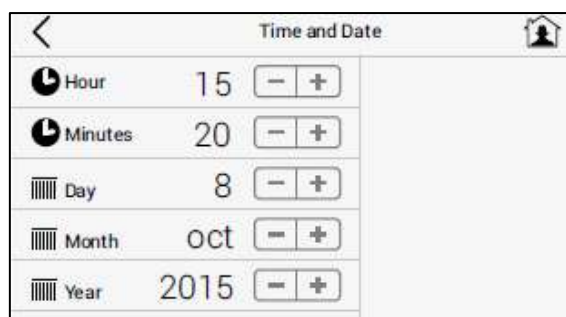 Time and Date
Hour 15 - +
Minutes 20 - +
Day 8 - +
Month oct - +
Year 2015 - +